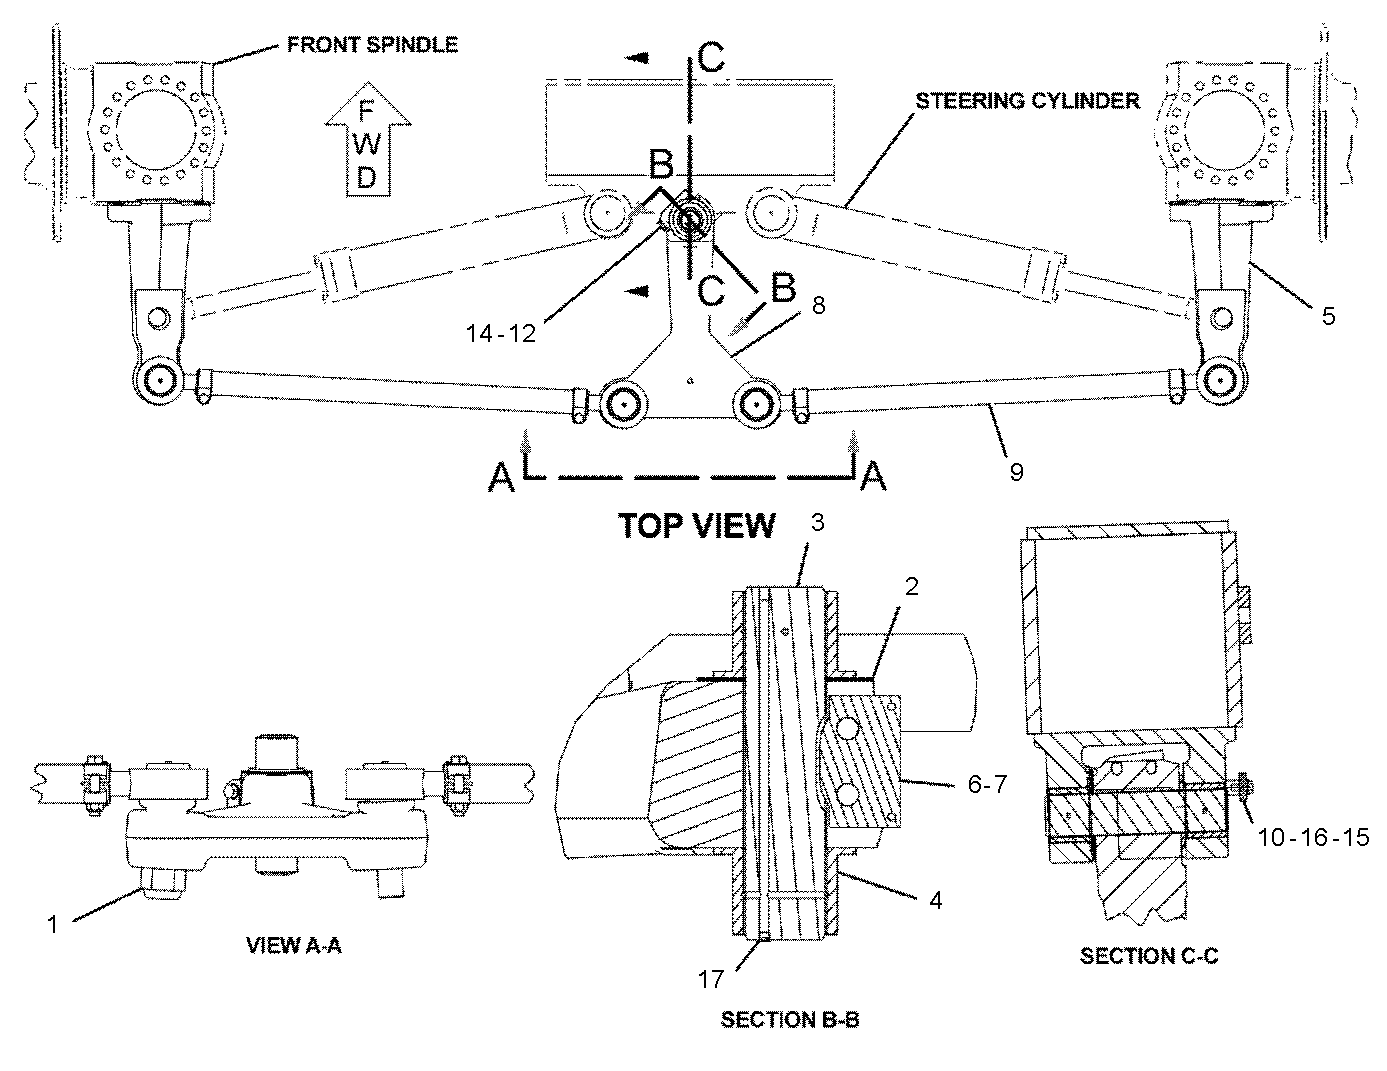 FRONT SPINDLE
F
W
D
C
B
STEERING CYLINDER
C
B
8
5
14-12
9
A
A
TOP VIEW
3
2
6-7
10-16-15
4
1
VIEW A-A
17
SECTION C-C
SECTION B-B